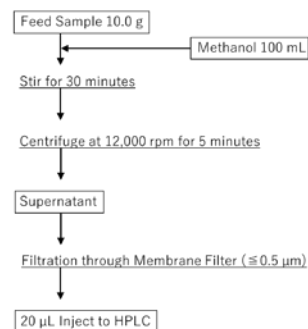 Feed Sample 10.0 g
Methanol 100 mL
Stir for 30 minutes
Centrifuge at 12,000 rpm for 5 minutes
Supernatant
Filtration through Membrane Filter (≦0.5 μm)
20 μL Inject to HPLC